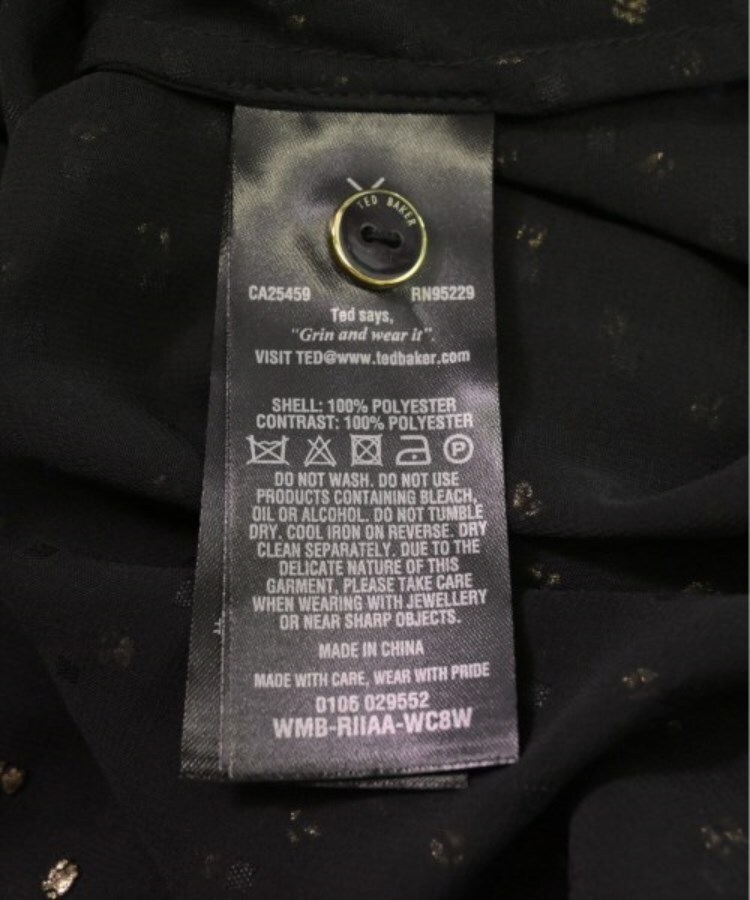 TED BAKER
CA25459 RN95229
Ted says,
"Grin and wear it".
VISIT TED@www.tedbaker.com
SHELL: 100% POLYESTER
CONTRAST: 100% POLYESTER
P
DO NOT WASH. DO NOT USE
PRODUCTS CONTAINING BLEACH,
OIL OR ALCOHOL. DO NOT TUMBLE
DRY. COOL IRON ON REVERSE. DRY
CLEAN SEPARATELY. DUE TO THE
DELICATE NATURE OF THIS
GARMENT, PLEASE TAKE CARE
WHEN WEARING WITH JEWELLERY
OR NEAR SHARP OBJECTS.
MADE IN CHINA
MADE WITH CARE, WEAR WITH PRIDE
0106 029552
WMB-RIIAA-WC8W